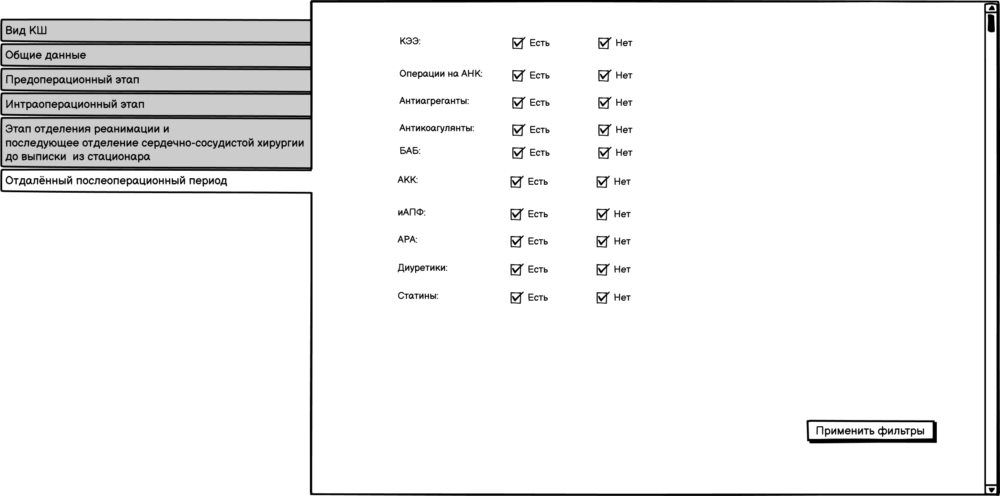 Вид КШ
Общие данные
Предоперационный этап
Интраоперационный этап
Этап отделения реанимации и
последующее отделение сердечно-сосудистой хирургии
до выписки  из стационара
Отдалённый послеоперационный период
КЭЭ: Есть Нет
Операции на АНК: Есть Нет
Антиагреганты: Есть Нет
Антикоагулянты: Есть Нет
БАБ: Есть Нет
АКК: Есть Нет
иАПФ: Есть Нет
АРА: Есть Нет
Диуретики: Есть Нет
Статины: Есть Нет
Применить фильтры